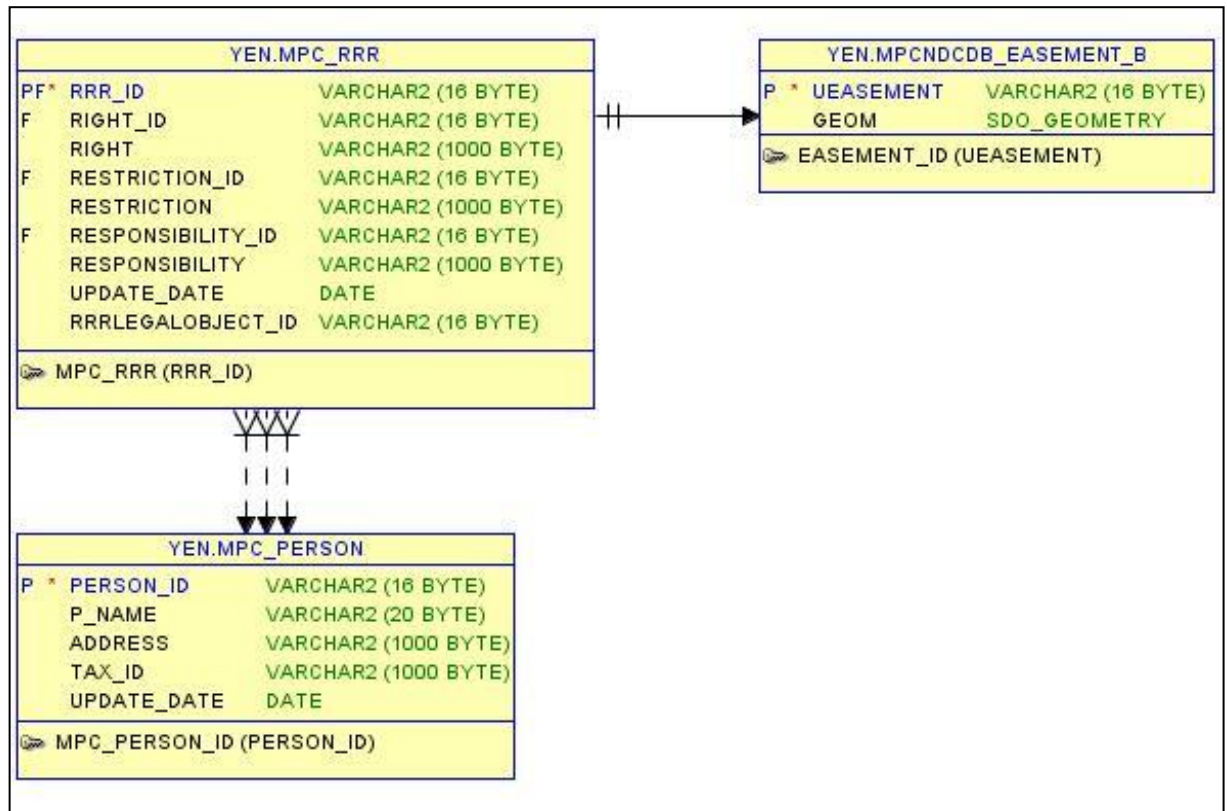 YEN.MPC_RRR
PF* RRR_ID VARCHAR2 (16 BYTE)
F RIGHT_ID VARCHAR2 (16 BYTE)
RIGHT VARCHAR2 (1000 BYTE)
F RESTRICTION_ID VARCHAR2 (16 BYTE)
RESTRICTION VARCHAR2 (1000 BYTE)
F RESPONSIBILITY_ID VARCHAR2 (16 BYTE)
RESPONSIBILITY VARCHAR2 (1000 BYTE)
UPDATE_DATE DATE
RRRLEGALOBJECT_ID VARCHAR2 (16 BYTE)
MPC_RRR (RRR_ID)
YEN.MPCNDCDB_EASEMENT_B
P * UEASEMENT VARCHAR2 (16 BYTE)
GEOM SDO_GEOMETRY
EASEMENT_ID (UEASEMENT)
YEN.MPC_PERSON
P * PERSON_ID VARCHAR2 (16 BYTE)
P_NAME VARCHAR2 (20 BYTE)
ADDRESS VARCHAR2 (1000 BYTE)
TAX_ID VARCHAR2 (1000 BYTE)
UPDATE_DATE DATE
MPC_PERSON_ID (PERSON_ID)